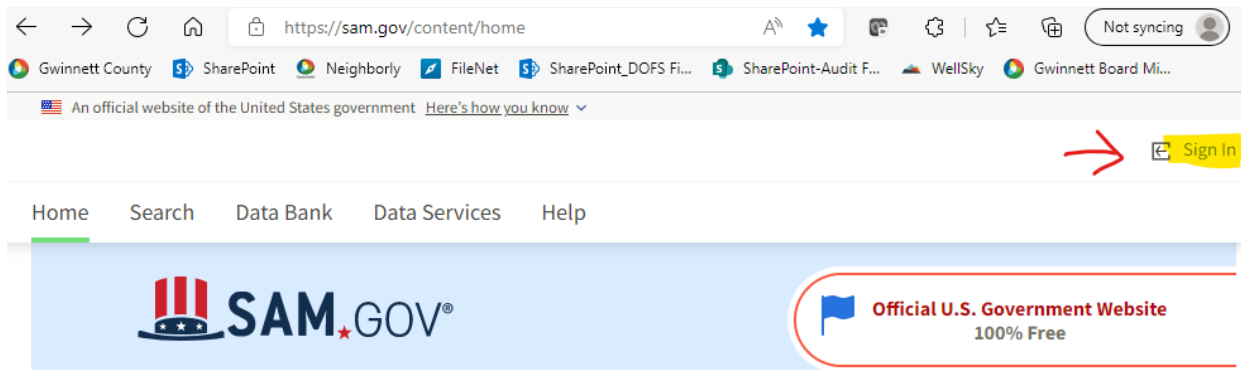 https://sam.gov/content/home Not syncing
Gwinnett County SharePoint Neighborly FileNet SharePoint_DOFS Fi... SharePoint-Audit F... WellSky Gwinnett Board Mi...
An official website of the United States government Here's how you know
Sign In
Home Search Data Bank Data Services Help
SAM.GOV®
Official U.S. Government Website
100% Free